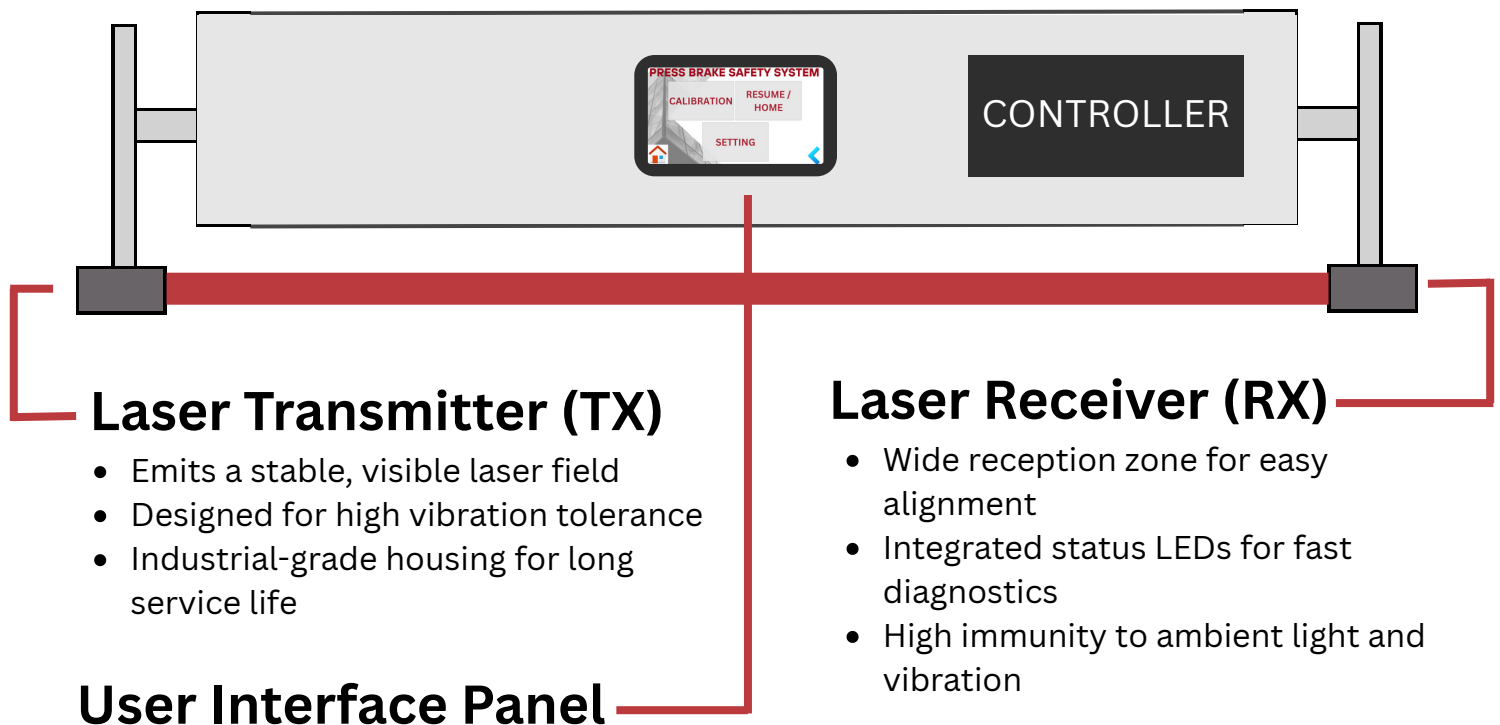 PRESS BRAKE SAFETY SYSTEM
CALIBRATION
RESUME /
HOME
SETTING
CONTROLLER
Laser Transmitter (TX)
• Emits a stable, visible laser field
• Designed for high vibration tolerance
• Industrial-grade housing for long
service life
Laser Receiver (RX)
• Wide reception zone for easy
alignment
• Integrated status LEDs for fast
diagnostics
• High immunity to ambient light and
vibration
User Interface Panel